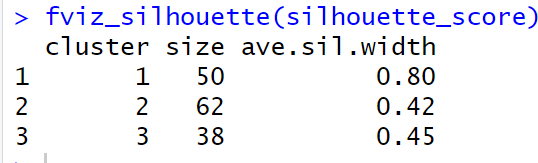 > fviz_silhouette(silhouette_score)
  cluster size ave.sil.width
1       1   50          0.80
2       2   62          0.42
3       3   38          0.45